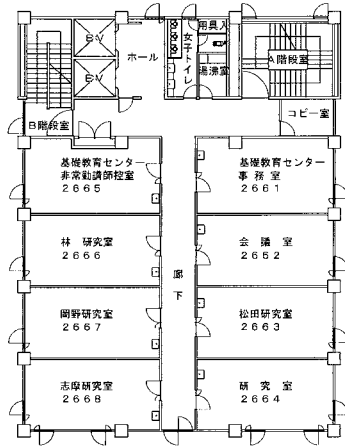 EV
EV
ホール
女子トイレ
用具入
湯沸室
A階段室
B階段室
コピー室
基礎教育センター
非常勤講師控室
2665
基礎教育センター
事務室
2661
林 研究室
2666
会議室
2662
廊下
岡野研究室
2667
松田研究室
2663
志摩研究室
2668
研究室
2664